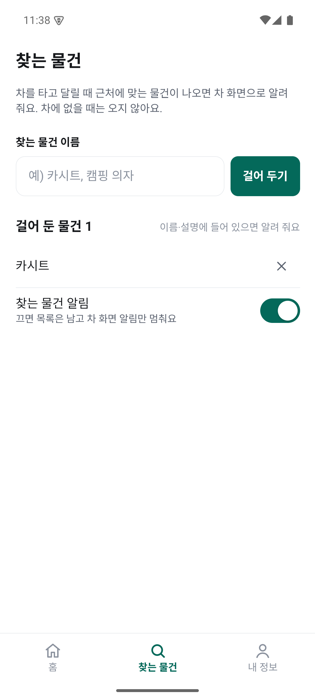 11:38
찾는 물건
차를 타고 달릴 때 근처에 맞는 물건이 나오면 차 화면으로 알려
줘요. 차에 없을 때는 오지 않아요.
찾는 물건 이름
예) 카시트, 캠핑 의자
걸어 두기
걸어 둔 물건 1
이름·설명에 들어 있으면 알려 줘요
카시트
찾는 물건 알림
끄면 목록은 남고 차 화면 알림만 멈춰요
홈
찾는 물건
내 정보